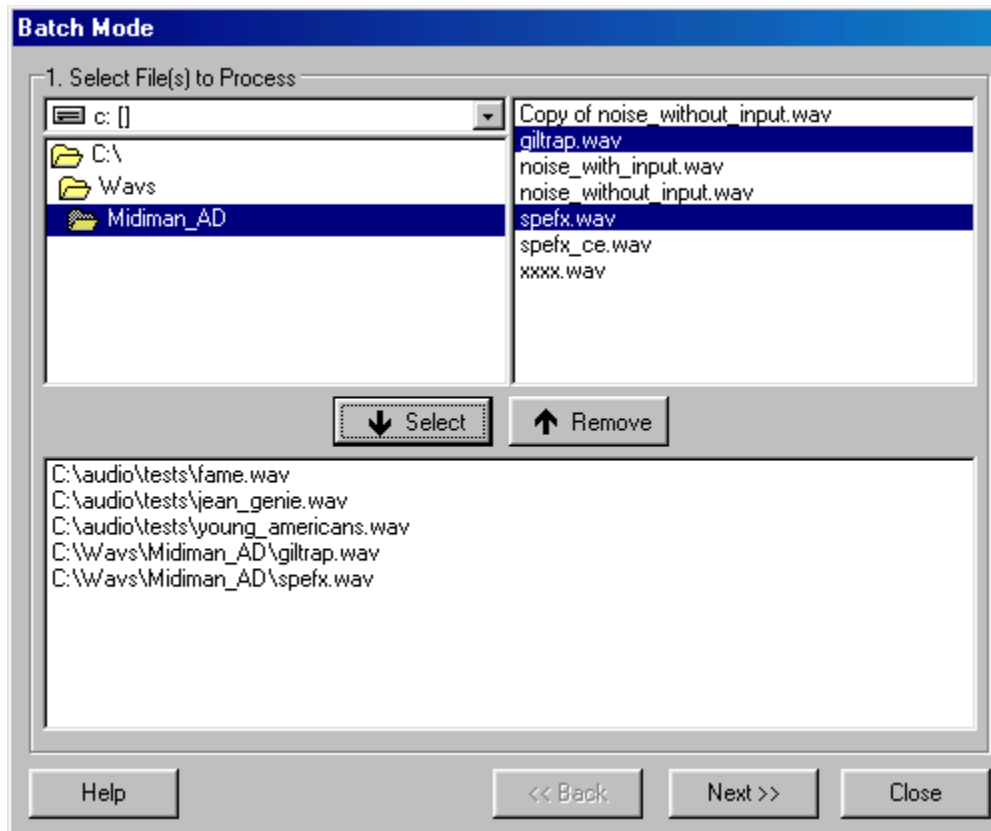 Batch Mode
1. Select File(s) to Process
c: []
C:\
Wavs
Midiman_AD
Copy of noise_without_input.wav
giltrap.wav
noise_with_input.wav
noise_without_input.wav
spefx.wav
spefx_ce.wav
xxxx.wav
Select
Remove
C:\audio\tests\fame.wav
C:\audio\tests\jean_genie.wav
C:\audio\tests\young_americans.wav
C:\Wavs\Midiman_AD\giltrap.wav
C:\Wavs\Midiman_AD\spefx.wav
Help
<< Back
Next >>
Close